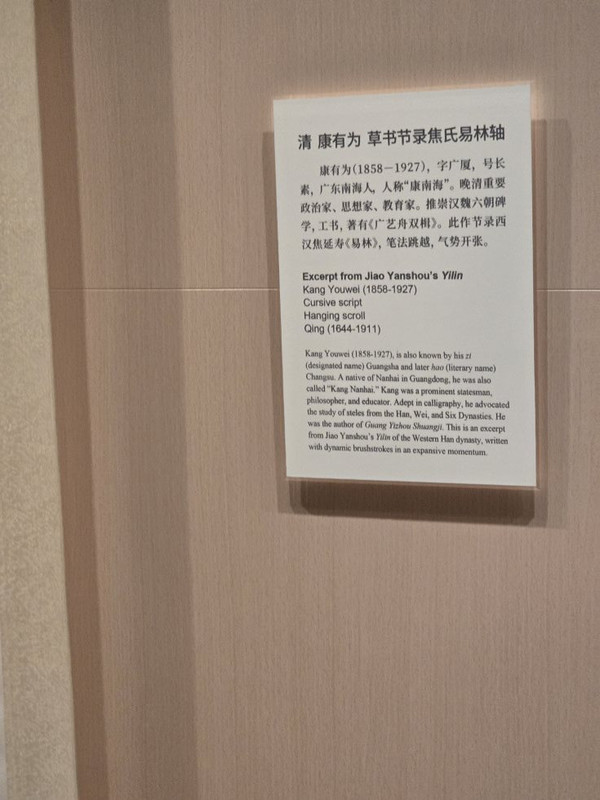 清 康有为 草书节录焦氏易林轴
康有为(1858－1927)，字广厦，号长
素，广东南海人，人称“康南海”。晚清重要
政治家、思想家、教育家。推崇汉魏六朝碑
学，工书，著有《广艺舟双楫》。此作节录西
汉焦延寿《易林》，笔法跳越，气势开张。
Excerpt from Jiao Yanshou's Yilin
Kang Youwei (1858-1927)
Cursive script
Hanging scroll
Qing (1644-1911)
Kang Youwei (1858-1927), is also known by his zi
(designated name) Guangsha and later hao (literary name)
Changsu. A native of Nanhai in Guangdong, he was also
called "Kang Nanhai." Kang was a prominent statesman,
philosopher, and educator. Adept in calligraphy, he advocated
the study of steles from the Han, Wei, and Six Dynasties. He
was the author of Guang Yizhou Shuangji. This is an excerpt
from Jiao Yanshou's Yilin of the Western Han dynasty, written
with dynamic brushstrokes in an expansive momentum.